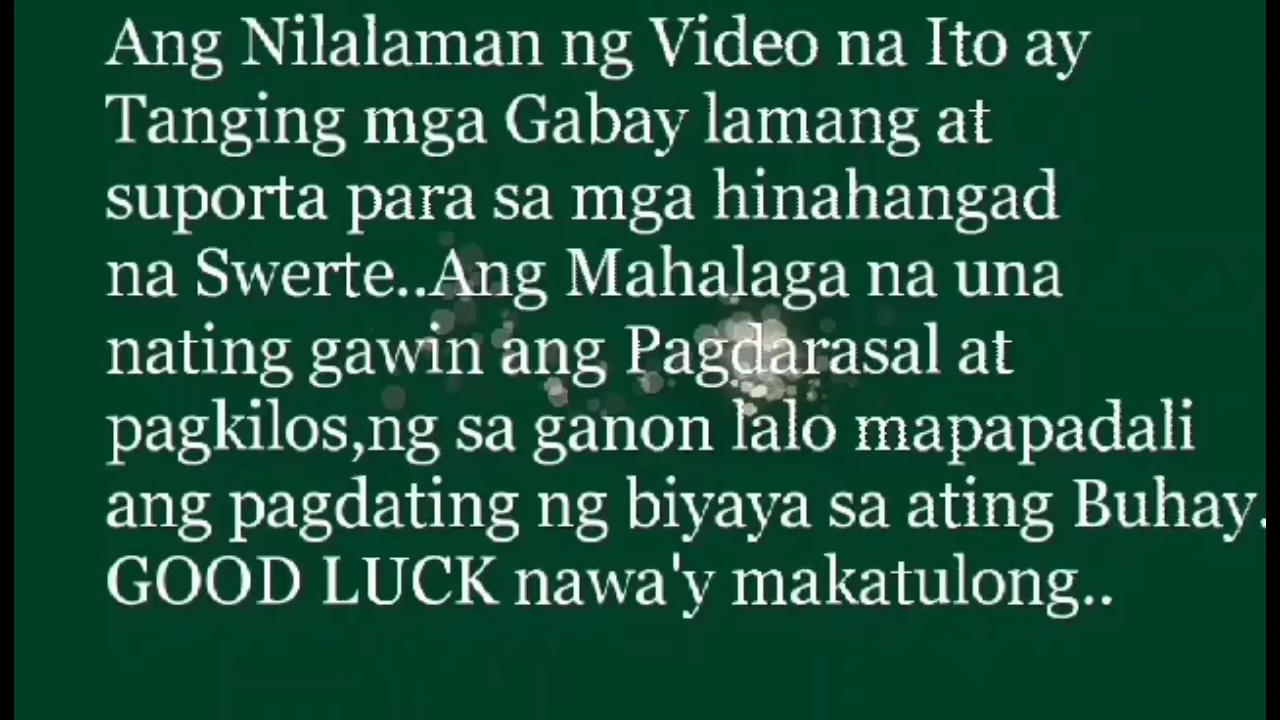 Ang Nilalaman ng Video na Ito ay
Tanging mga Gabay lamang at
suporta para sa mga hinahangad
na Swerte..Ang Mahalaga na una
nating gawin ang Pagdarasal at
pagkilos,ng sa ganon lalo mapapadali
ang pagdating ng biyaya sa ating Buhay.
GOOD LUCK nawa'y makatulong..